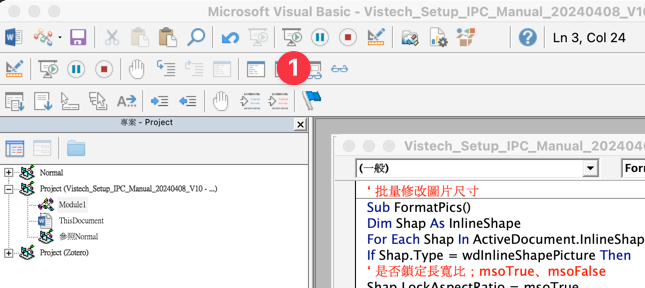 Microsoft Visual Basic - Vistech_Setup_IPC_Manual_20240408_V10
Ln 3, Col 24
1
專案 - Project
Normal
Project (Vistech_Setup_IPC_Manual_20240408_V10 - ...)
Module1
ThisDocument
參照Normal
Project (Zotero)
Vistech_Setup_IPC_Manual_202404
(一般)
For
' 批量修改圖片尺寸
Sub FormatPics()
Dim Shap As InlineShape
For Each Shap In ActiveDocument.InlineShap
If Shap.Type = wdInlineShapePicture Then
' 是否鎖定長寬比；msoTrue、msoFalse
Shap.LockAspectRatio = msoTrue